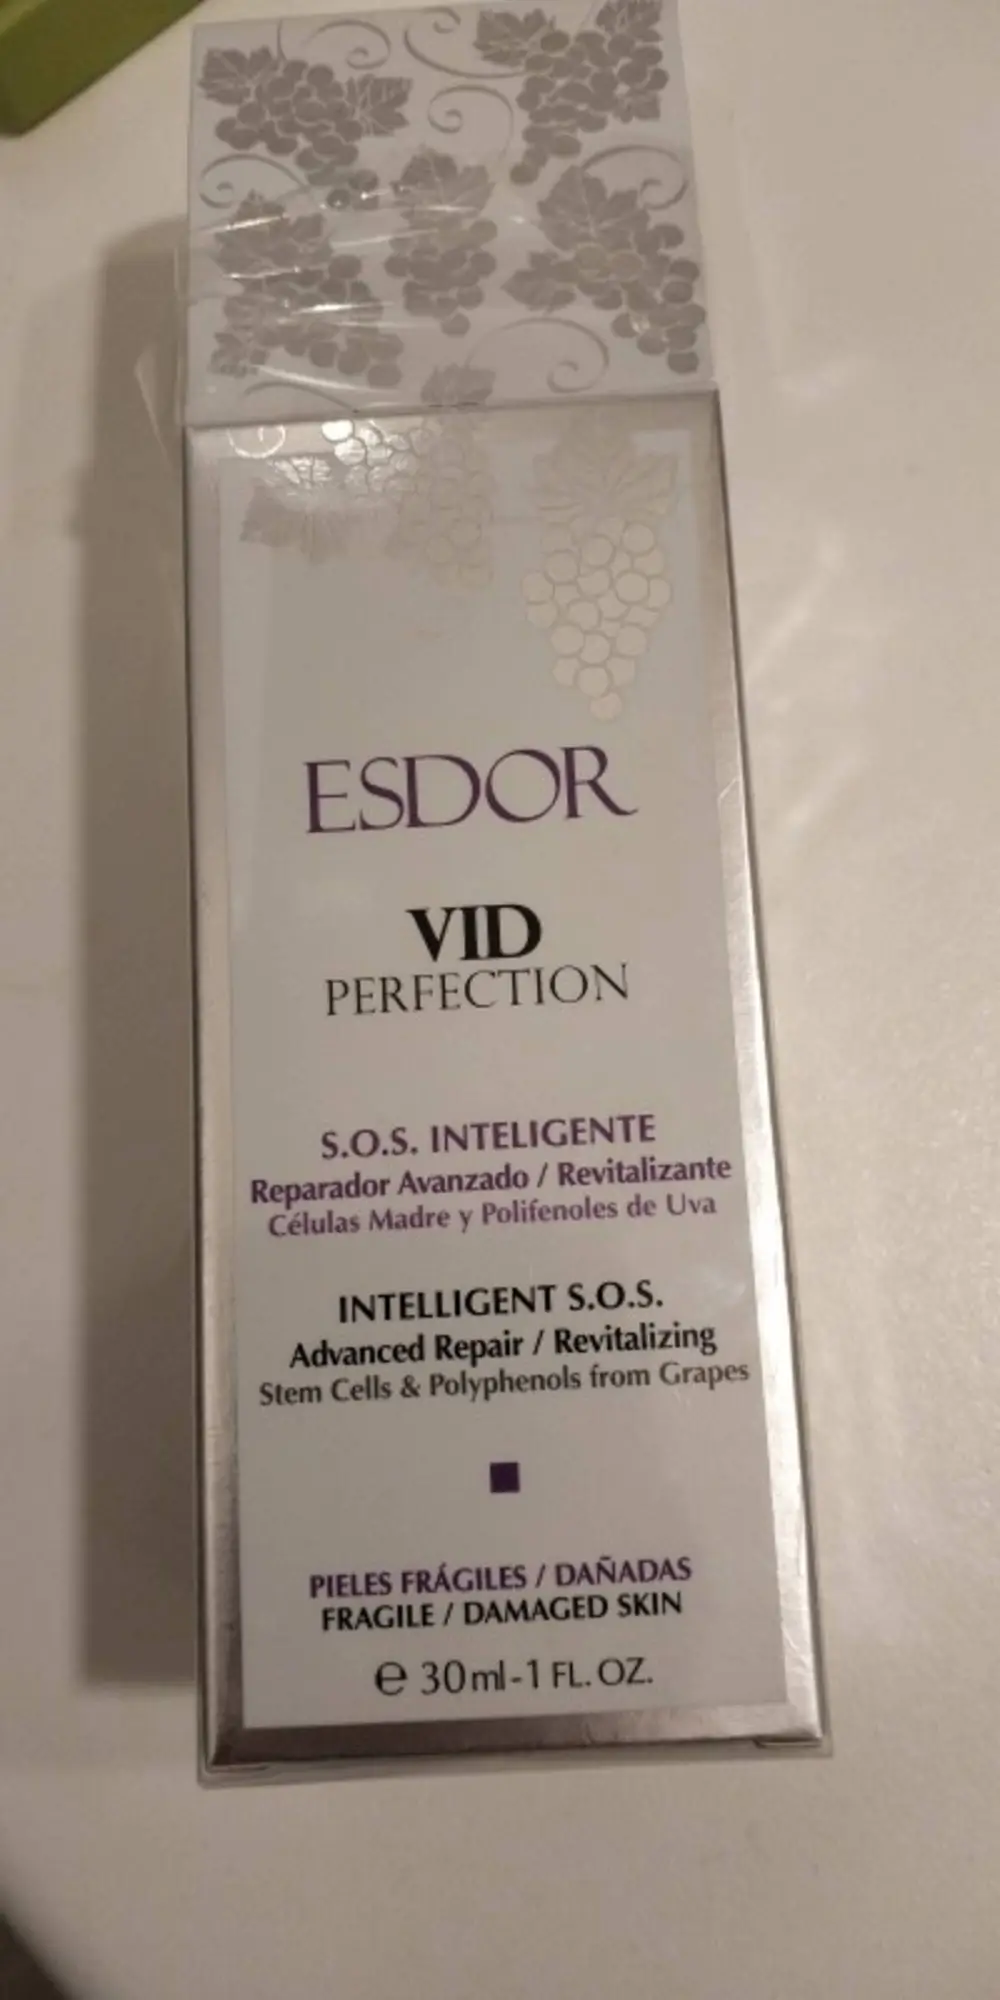 ESDOR
VID
PERFECTION
S.O.S. INTELIGENTE
Reparador Avanzado / Revitalizante
Células Madre y Polifenoles de Uva
INTELLIGENT S.O.S.
Advanced Repair / Revitalizing
Stem Cells & Polyphenols from Grapes
PIELES FRÁGILES / DAÑADAS
FRAGILE / DAMAGED SKIN
℮ 30ml-1 FL. OZ.